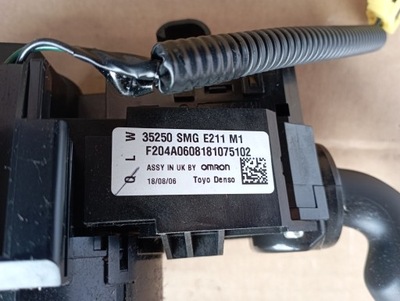 35250 SMG E211 M1
F204A0608181075102
ASSY IN UK BY OMRON
18/08/06 Toyo Denso
Q L W